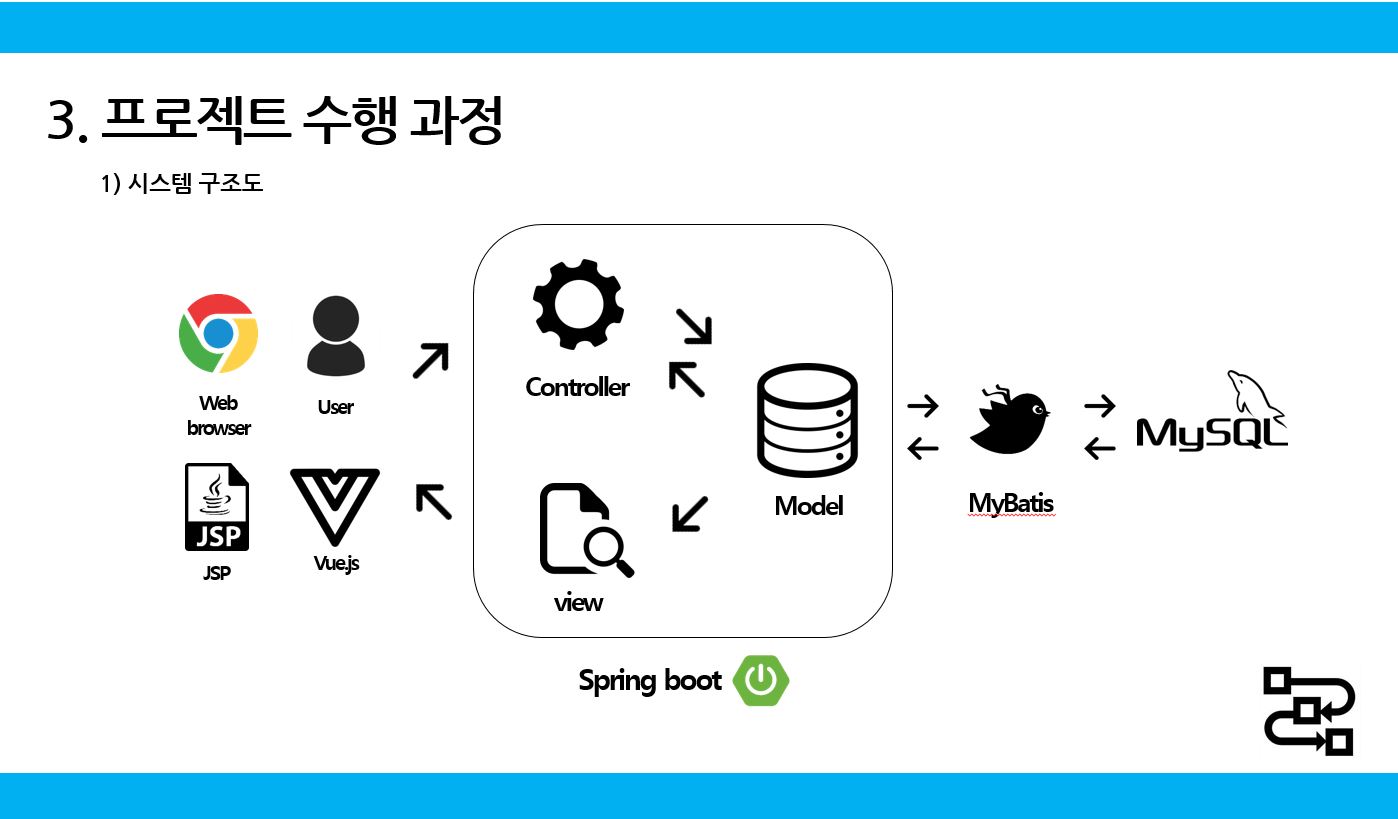 3. 프로젝트 수행 과정
1) 시스템 구조도
Web
browser
User
JSP
JSP
Vue.js
Controller
view
Model
Spring boot
MyBatis
MySQL